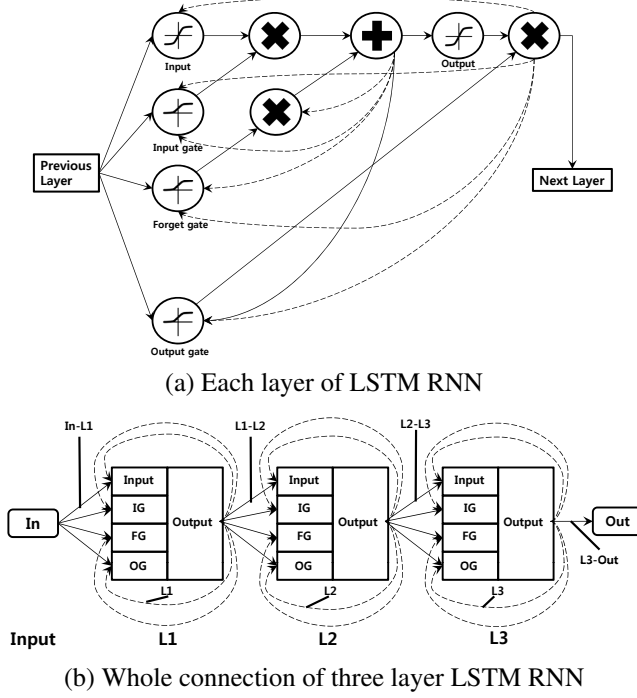 Input
Output
Input gate
Previous
Layer
Next Layer
Forget gate
Output gate
(a) Each layer of LSTM RNN
In-L1
L1-L2
L2-L3
Input
IG
FG
OG
Output
L1
Input
IG
FG
OG
Output
L2
Input
IG
FG
OG
Output
L3
In
Out
L3-Out
Input
L1
L2
L3
(b) Whole connection of three layer LSTM RNN